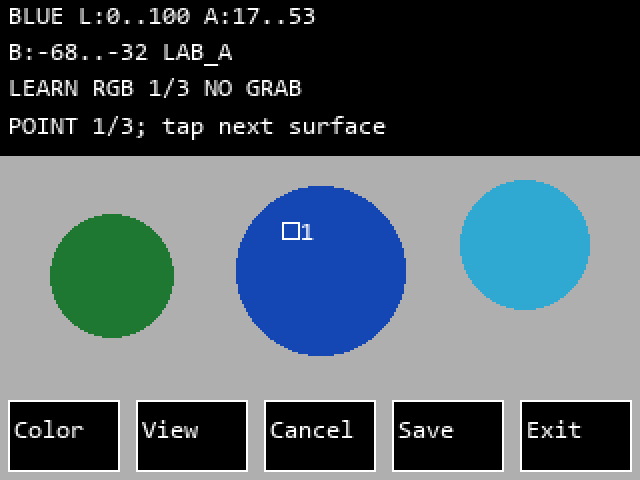 BLUE L:0..100 A:17..53
B:-68..-32 LAB_A
LEARN RGB 1/3 NO GRAB
POINT 1/3; tap next surface
1
Color View Cancel Save Exit